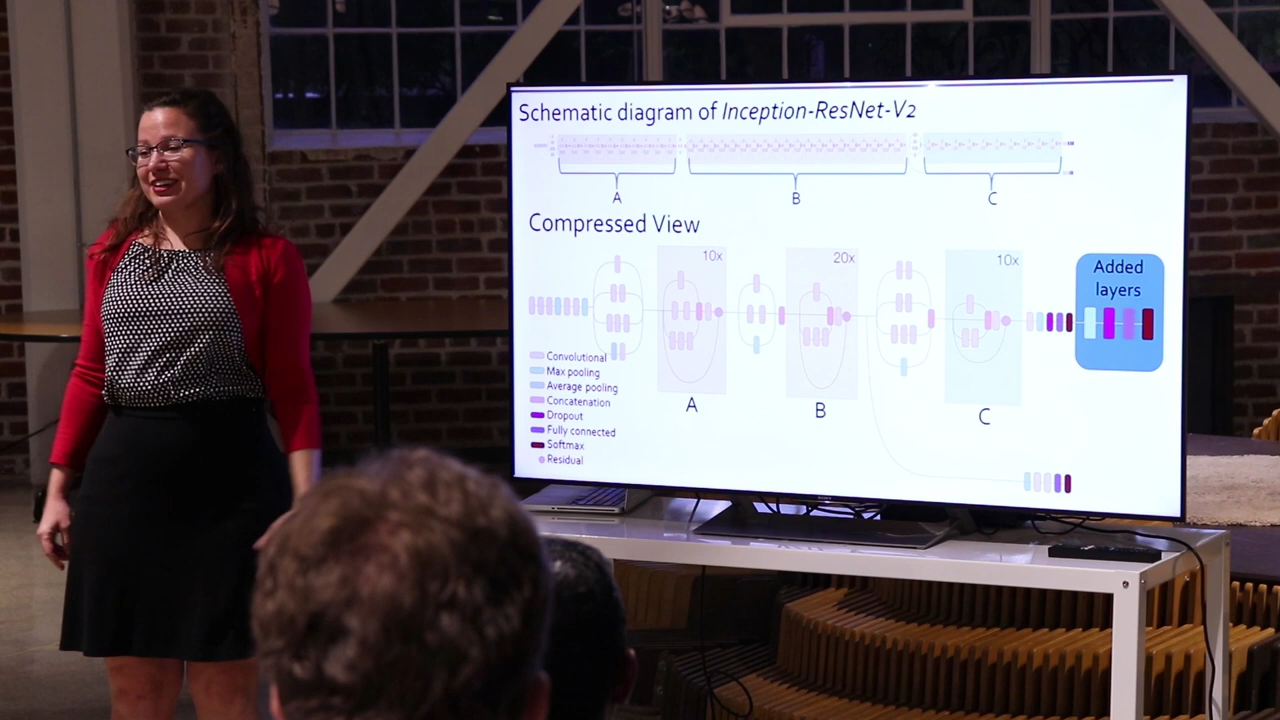 Schematic diagram of Inception-ResNet-V2
A B C
Compressed View
10x 20x 10x
Added
layers
Convolutional
Max pooling
Average pooling
Concatenation
Dropout
Fully connected
Softmax
Residual
A B C
SONY